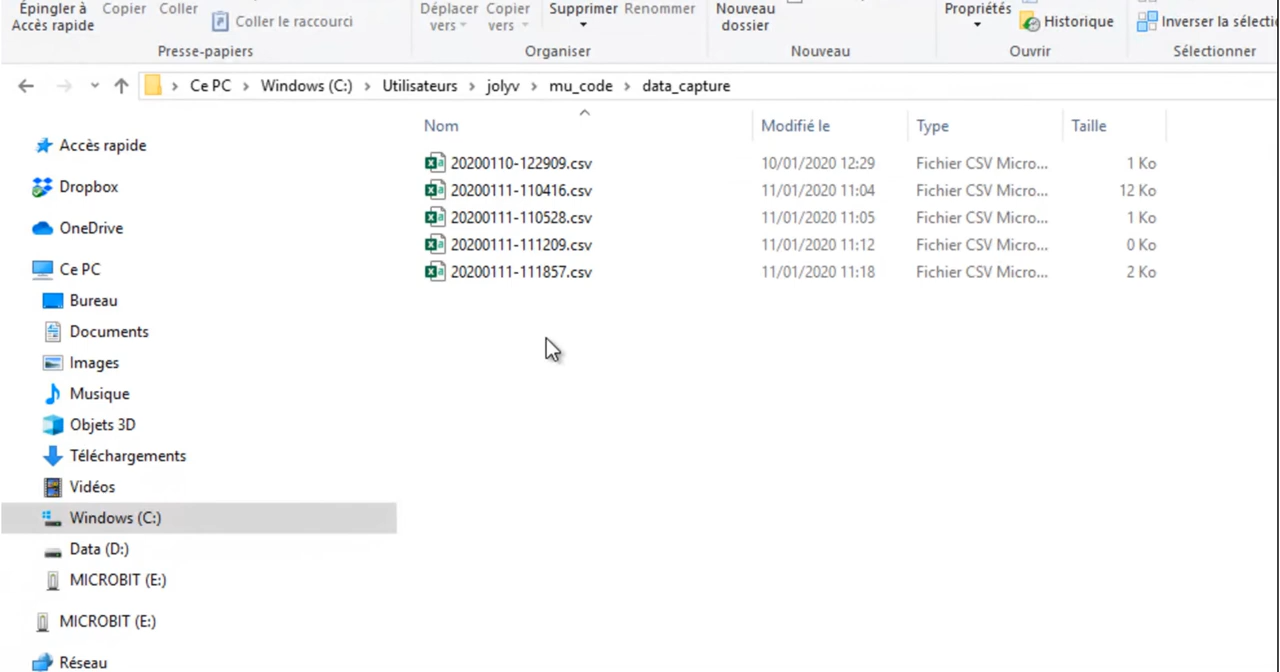 Épingler à Accès rapide
Copier
Coller
Coller le raccourci
Presse-papiers
Déplacer vers
Copier vers
Supprimer
Renommer
Organiser
Nouveau dossier
Nouveau
Propriétés
Historique
Ouvrir
Inverser la sélecti
Sélectionner
Ce PC > Windows (C:) > Utilisateurs > jolyv > mu_code > data_capture
Nom Modifié le Type Taille
20200110-122909.csv 10/01/2020 12:29 Fichier CSV Micro... 1 Ko
20200111-110416.csv 11/01/2020 11:04 Fichier CSV Micro... 12 Ko
20200111-110528.csv 11/01/2020 11:05 Fichier CSV Micro... 1 Ko
20200111-111209.csv 11/01/2020 11:12 Fichier CSV Micro... 0 Ko
20200111-111857.csv 11/01/2020 11:18 Fichier CSV Micro... 2 Ko
Accès rapide
Dropbox
OneDrive
Ce PC
Bureau
Documents
Images
Musique
Objets 3D
Téléchargements
Vidéos
Windows (C:)
Data (D:)
MICROBIT (E:)
MICROBIT (E:)
Réseau